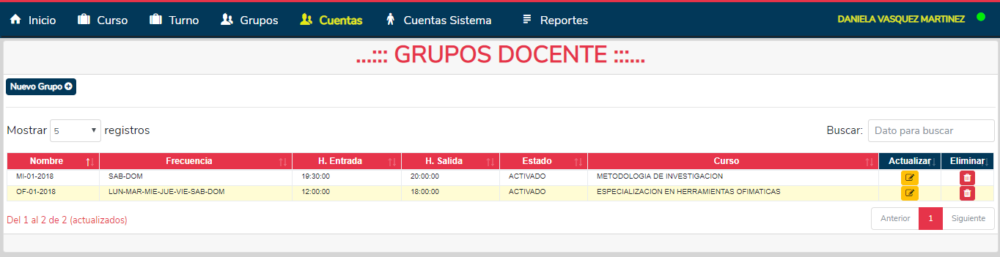 Inicio Curso Turno Grupos Cuentas Cuentas Sistema Reportes DANIELA VASQUEZ MARTINEZ
...::: GRUPOS DOCENTE :::...
Nuevo Grupo
Mostrar 5 registros Buscar: Dato para buscar
Nombre Frecuencia H. Entrada H. Salida Estado Curso Actualizar Eliminar
MI-01-2018 SAB-DOM 19:30:00 20:00:00 ACTIVADO METODOLOGIA DE INVESTIGACION
OF-01-2018 LUN-MAR-MIE-JUE-VIE-SAB-DOM 12:00:00 18:00:00 ACTIVADO ESPECIALIZACION EN HERRAMIENTAS OFIMATICAS
Del 1 al 2 de 2 (actualizados) Anterior 1 Siguiente